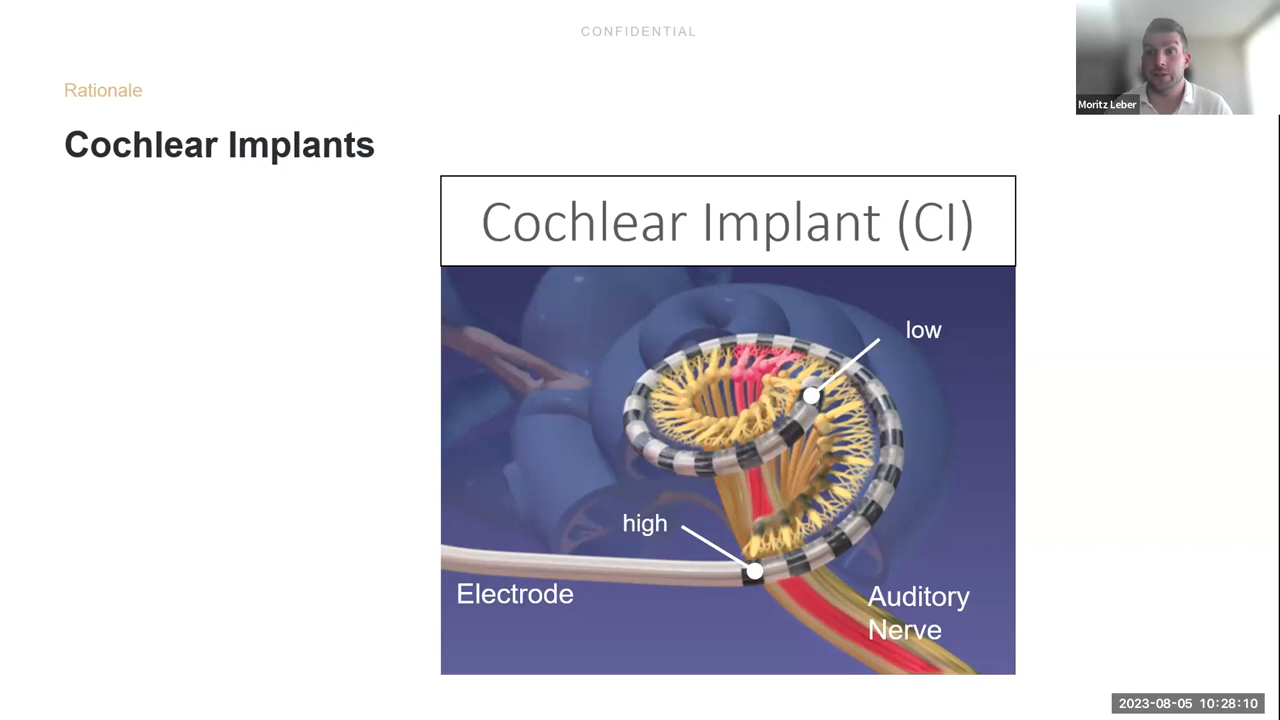 CONFIDENTIAL
Rationale
Cochlear Implants
Moritz Leber
Cochlear Implant (CI)
low
high
Electrode
Auditory
Nerve
2023-08-05 10:28:10